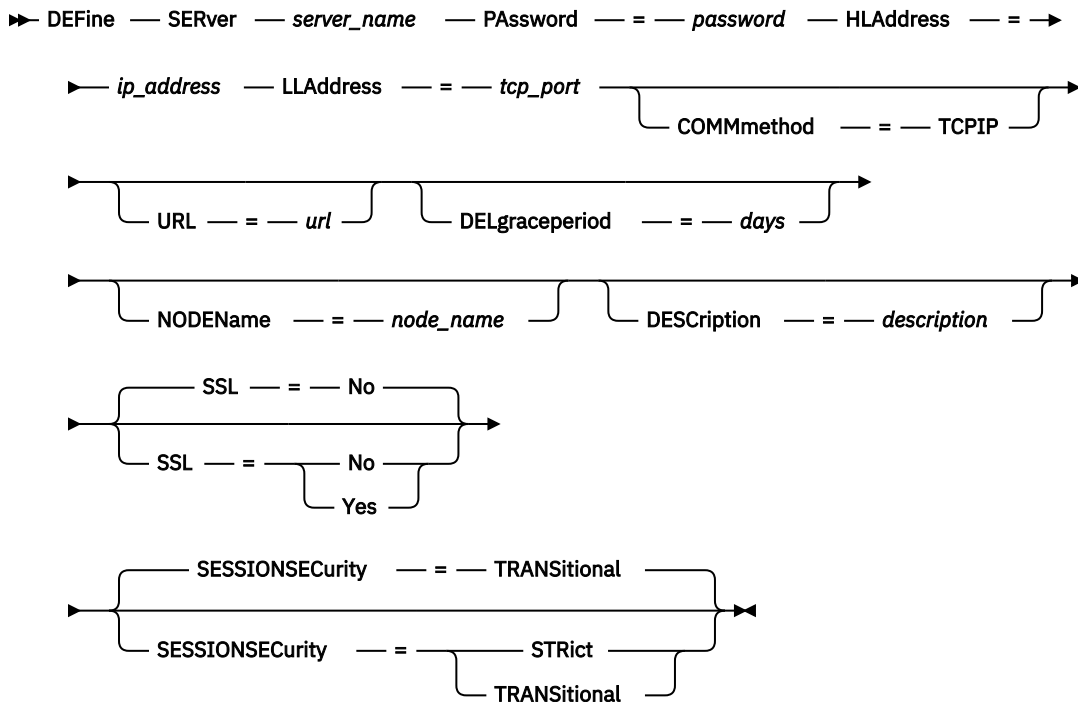 DEFine SERver server_name PAssword = password HLAddress =
ip_address LLAddress = tcp_port
COMMmethod = TCPIP
URL = url DELgraceperiod = days
NODEName = node_name DESCription = description
SSL = No
SSL = No
Yes
SESSIONSECurity = TRANSitional
SESSIONSECurity = STRict
TRANSitional